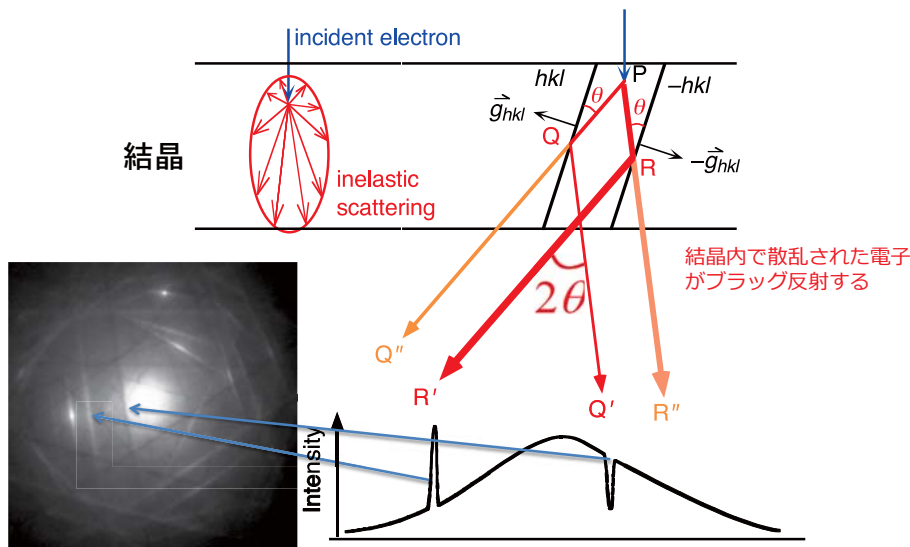 incident electron
hkl
P
–hkl
θ
θ
g⃗hkl
Q
R
–g⃗hkl
結晶
inelastic
scattering
結晶内で散乱された電子
がブラッグ反射する
2θ
Q″
R′
Q′
R″
Intensity